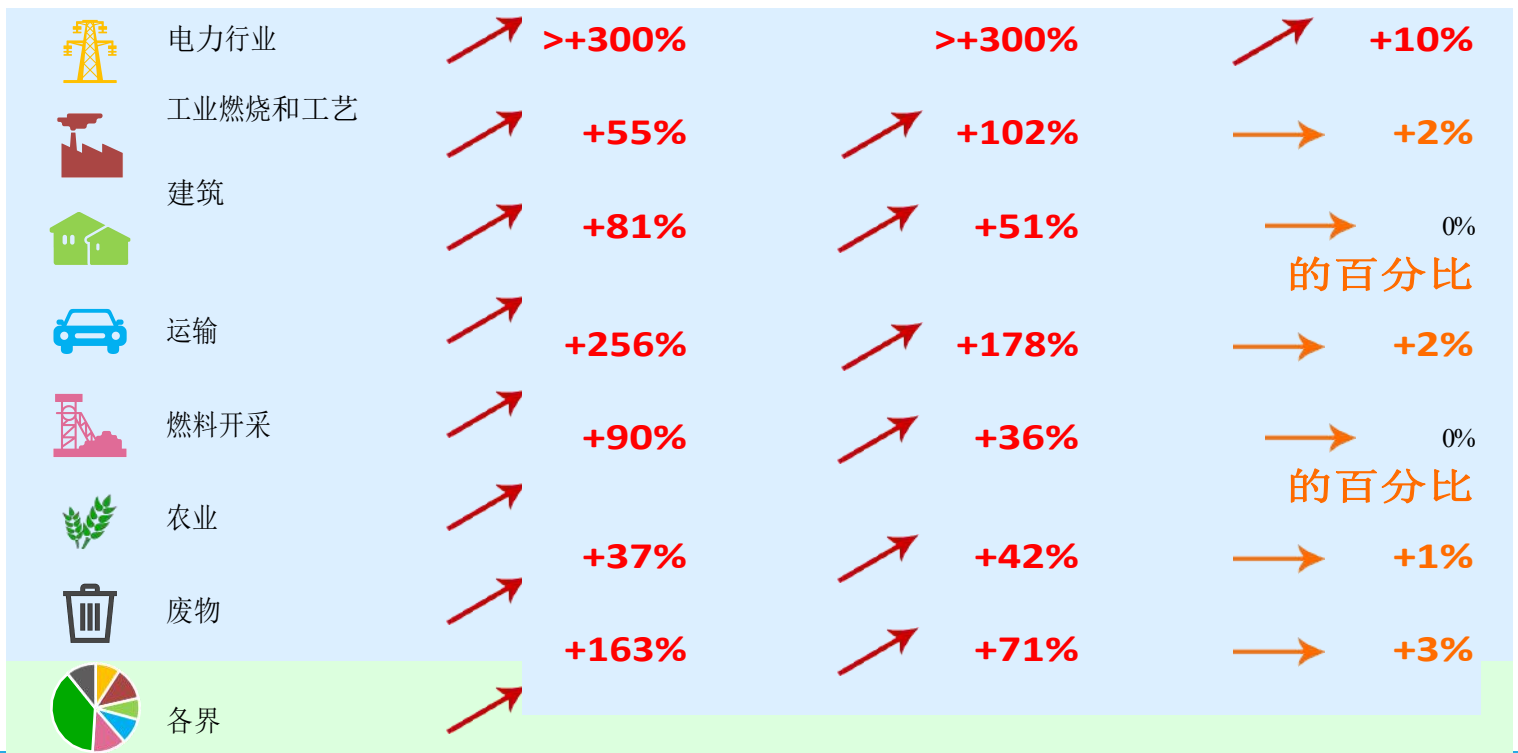 电力行业 >+300% >+300% +10%
工业燃烧和工艺 +55% +102% +2%
建筑 +81% +51% 0%
的百分比
运输 +256% +178% +2%
燃料开采 +90% +36% 0%
的百分比
农业 +37% +42% +1%
废物 +163% +71% +3%
各界